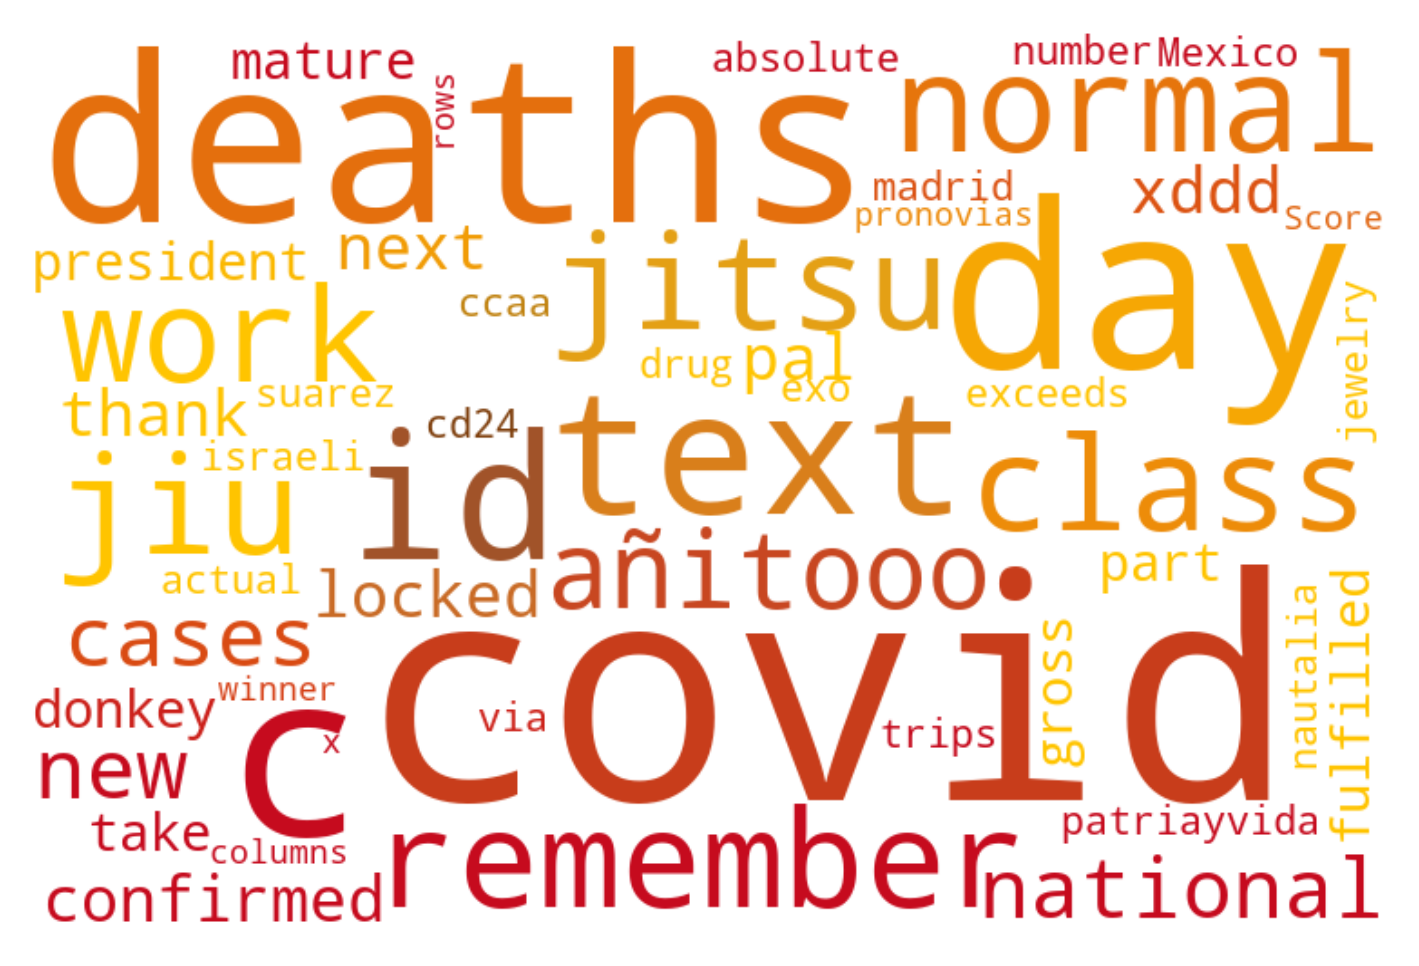 mature
absolute
number
Mexico
deaths
rows
normal
madrid
xddd
pronovias
Score
president
next
jitsu
day
ccaa
work
jewelry
drug
pal
exo
suarez
exceeds
thank
cd24
text
israeli
id
class
jiu
añitooo
part
actual
locked
covid
cases
fulfilled
nautalia
gross
winner
donkey
c
via
trips
x
new
take
columns
remember
patriayvida
confirmed
national